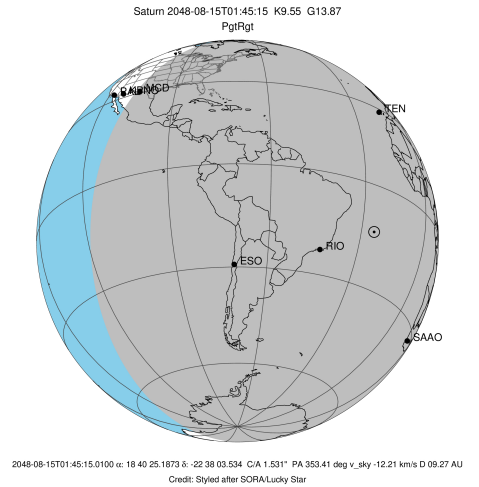 Saturn 2048-08-15T01:45:15 K9.55 G13.87
PgtRgt
MCD
TEN
RIO
ESO
SAAO
2048-08-15T01:45:15.0100 α: 18 40 25.1873 δ: -22 38 03.534 C/A 1.531" PA 353.41 deg v_sky -12.21 km/s D 09.27 AU
Credit: Styled after SORA/Lucky Star